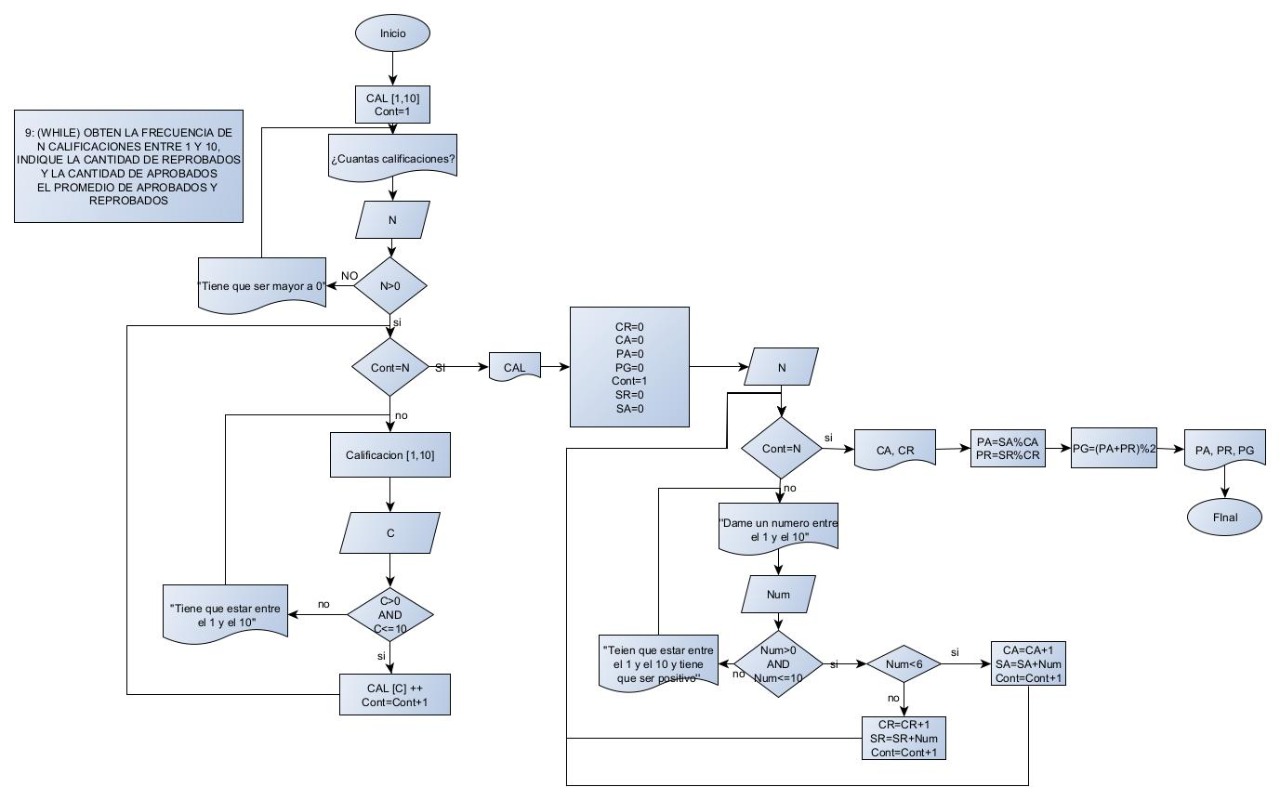 Inicio
CAL [1,10]
Cont=1
9: (WHILE) OBTEN LA FRECUENCIA DE
N CALIFICACIONES ENTRE 1 Y 10,
INDIQUE LA CANTIDAD DE REPROBADOS
Y LA CANTIDAD DE APROBADOS
EL PROMEDIO DE APROBADOS Y
REPROBADOS
¿Cuantas calificaciones?
N
N>0
NO
"Tiene que ser mayor a 0"
si
Cont=N
SI
no
Calificacion [1,10]
C
C>0
AND
C<=10
no
"Tiene que estar entre
el 1 y el 10"
si
CAL [C] ++
Cont=Cont+1
CAL
CR=0
CA=0
PA=0
PG=0
Cont=1
SR=0
SA=0
N
Cont=N
si
CA, CR
PA=SA%CA
PR=SR%CR
PG=(PA+PR)%2
PA, PR, PG
FInal
no
"Dame un numero entre
el 1 y el 10"
Num
Num>0
AND
Num<=10
no
"Teien que estar entre
el 1 y el 10 y tiene
que ser positivo"
si
Num<6
si
CA=CA+1
SA=SA+Num
Cont=Cont+1
no
CR=CR+1
SR=SR+Num
Cont=Cont+1